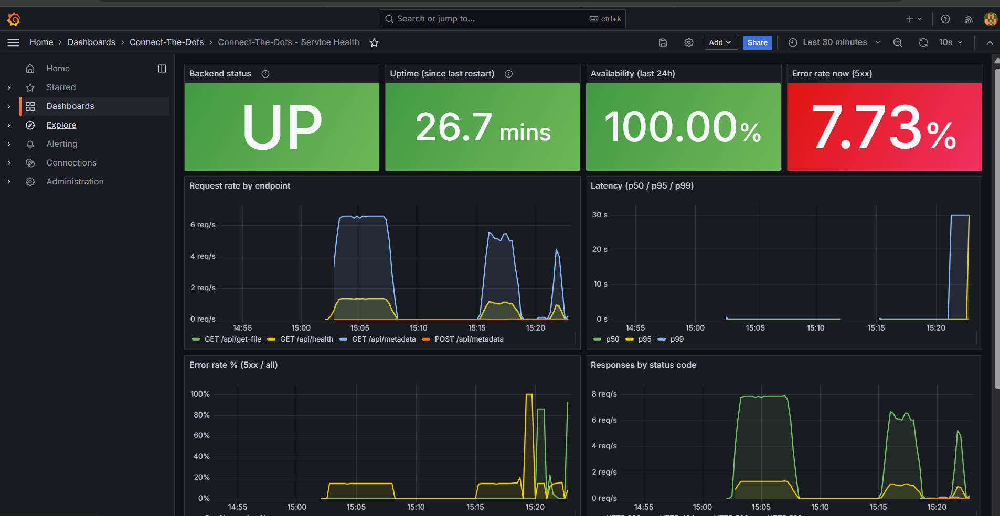 Search or jump to...
ctrl+k
Home › Dashboards › Connect-The-Dots › Connect-The-Dots - Service Health
Add
Share
Last 30 minutes
10s
Home
Starred
Dashboards
Explore
Alerting
Connections
Administration
Backend status
UP
Uptime (since last restart)
26.7 mins
Availability (last 24h)
100.00%
Error rate now (5xx)
7.73%
Request rate by endpoint
6 req/s
4 req/s
2 req/s
0 req/s
14:55 15:00 15:05 15:10 15:15 15:20
GET /api/get-file GET /api/health GET /api/metadata POST /api/metadata
Latency (p50 / p95 / p99)
30 s
20 s
10 s
0 s
14:55 15:00 15:05 15:10 15:15 15:20
p50 p95 p99
Error rate % (5xx / all)
100%
80%
60%
40%
20%
0%
14:55 15:00 15:05 15:10 15:15 15:20
Responses by status code
8 req/s
6 req/s
4 req/s
2 req/s
0 req/s
14:55 15:00 15:05 15:10 15:15 15:20